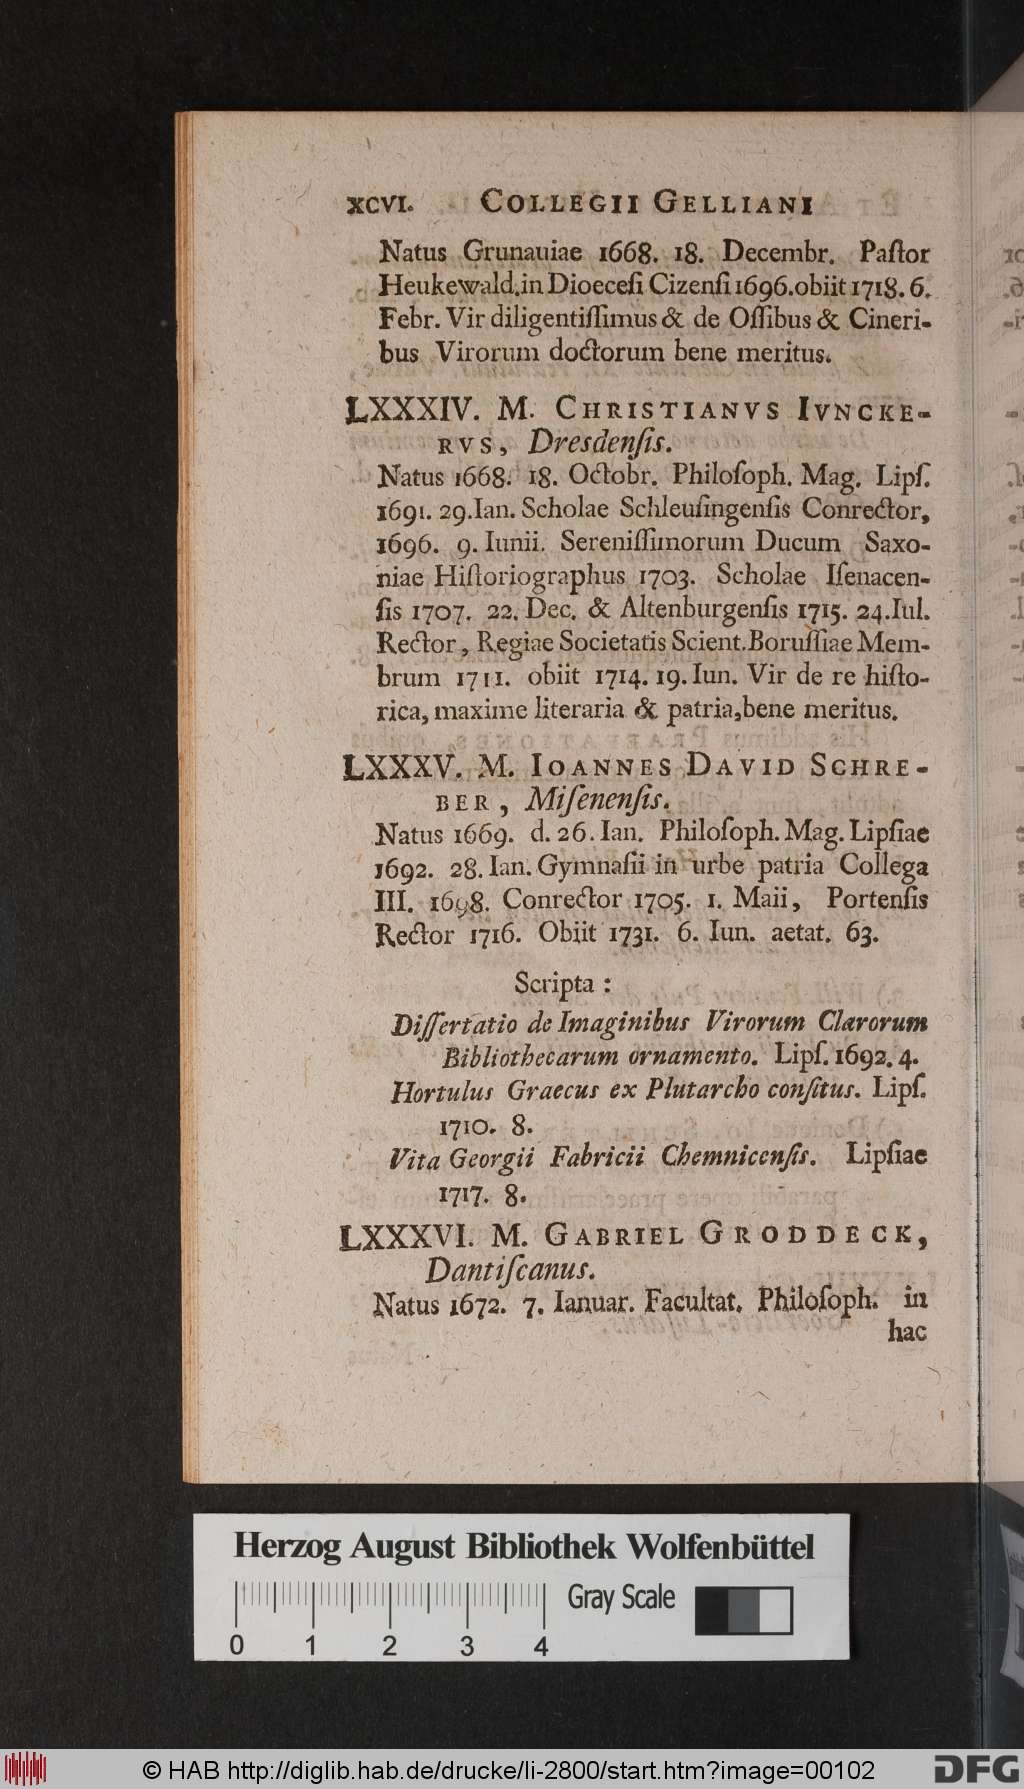 XCVI. COLLEGII GELLIANI
Natus Grunauiae 1668. 18. Decembr. Paſtor
Heukewald.in Dioeceſi Cizenſi 1696.obiit 1718. 6.
Febr. Vir diligentiſſimus & de Oſſibus & Cineri-
bus Virorum doctorum bene meritus.
LXXXIV. M. CHRISTIANVS IVNCKE-
RVS, Dresdenſis.
Natus 1668. 18. Octobr. Philoſoph. Mag. Lipſ.
1691. 29.Ian. Scholae Schleuſingenſis Conrector,
1696. 9. Iunii. Sereniſſimorum Ducum Saxo-
niae Hiſtoriographus 1703. Scholae Iſenacen-
ſis 1707. 22. Dec. & Altenburgenſis 1715. 24.Iul.
Rector, Regiae Societatis Scient.Boruſſiae Mem-
brum 1711. obiit 1714. 19. Iun. Vir de re hiſto-
rica, maxime literaria & patria,bene meritus.
LXXXV. M. IOANNES DAVID SCHRE-
BER, Miſenenſis.
Natus 1669. d. 26. Ian. Philoſoph. Mag. Lipſiae
1692. 28. Ian. Gymnaſii in urbe patria Collega
III. 1698. Conrector 1705. 1. Maii, Portenſis
Rector 1716. Obiit 1731. 6. Iun. aetat. 63.
Scripta :
Diſſertatio de Imaginibus Virorum Clarorum
Bibliothecarum ornamento. Lipſ. 1692. 4.
Hortulus Graecus ex Plutarcho conſitus. Lipſ.
1710. 8.
Vita Georgii Fabricii Chemnicenſis. Lipſiae
1717. 8.
LXXXVI. M. GABRIEL GRODDECK,
Dantiſcanus.
Natus 1672. 7. Ianuar. Facultat. Philoſoph. in
hac
Herzog August Bibliothek Wolfenbüttel
Gray Scale
0 1 2 3 4
© HAB http://diglib.hab.de/drucke/li-2800/start.htm?image=00102
DFG